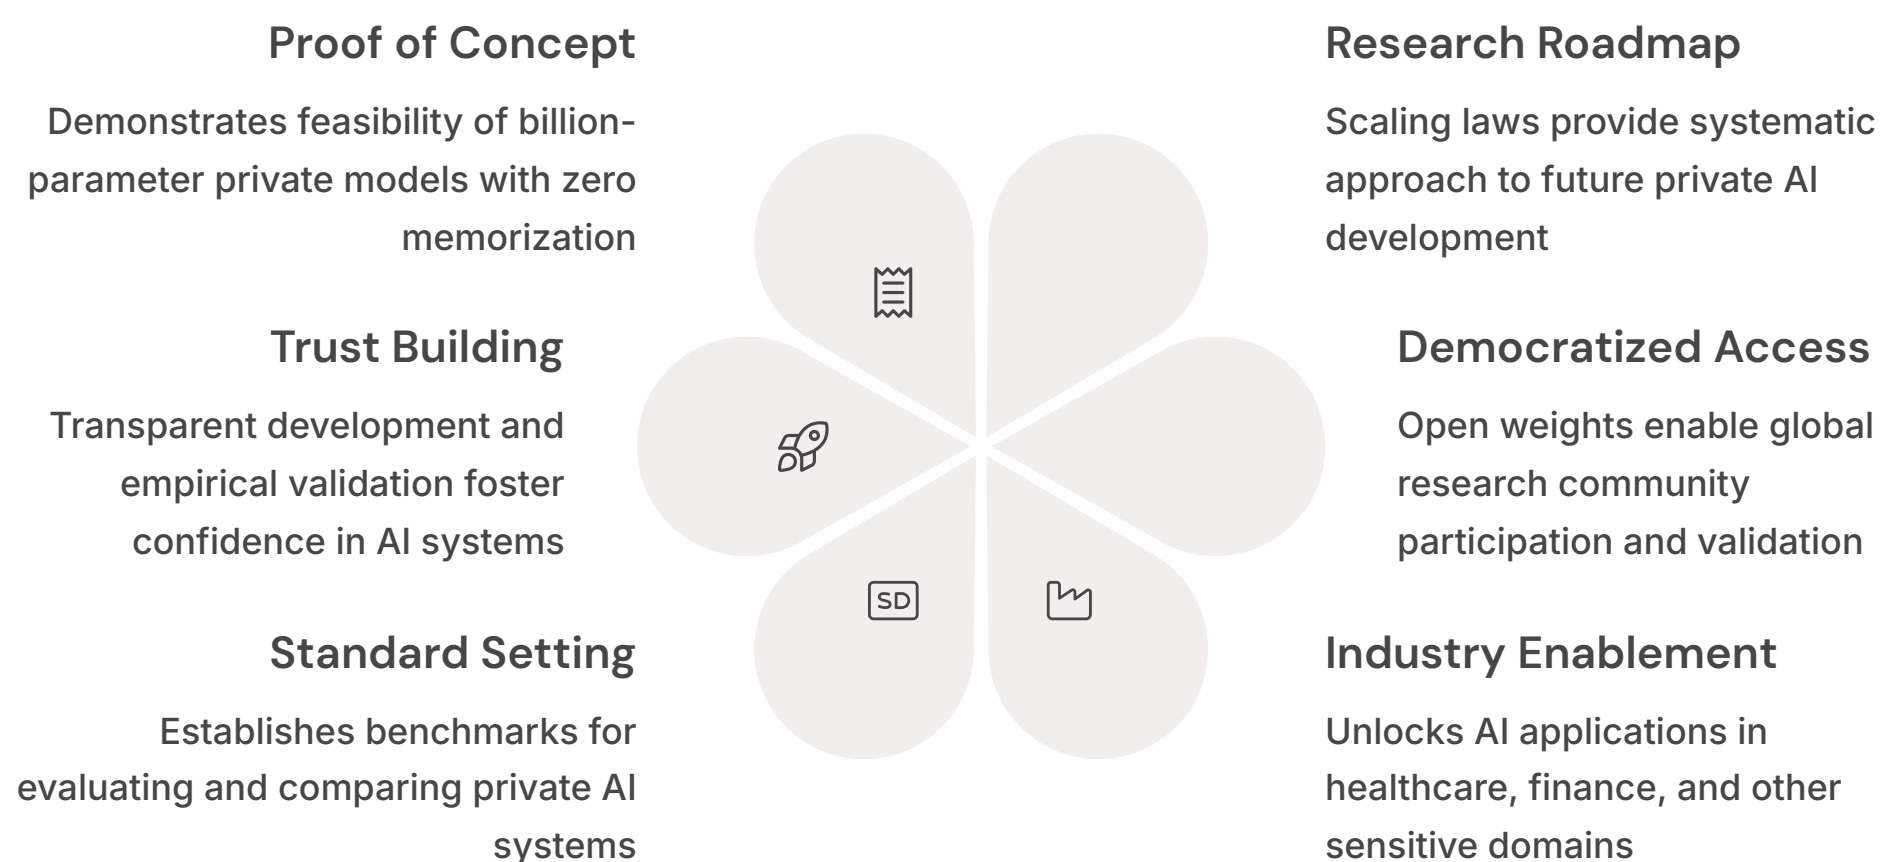 Proof of Concept
Demonstrates feasibility of billion-
parameter private models with zero
memorization
Research Roadmap
Scaling laws provide systematic
approach to future private AI
development
Trust Building
Transparent development and
empirical validation foster
confidence in AI systems
Democratized Access
Open weights enable global
research community
participation and validation
Standard Setting
Establishes benchmarks for
evaluating and comparing private AI
systems
Industry Enablement
Unlocks AI applications in
healthcare, finance, and other
sensitive domains
SD